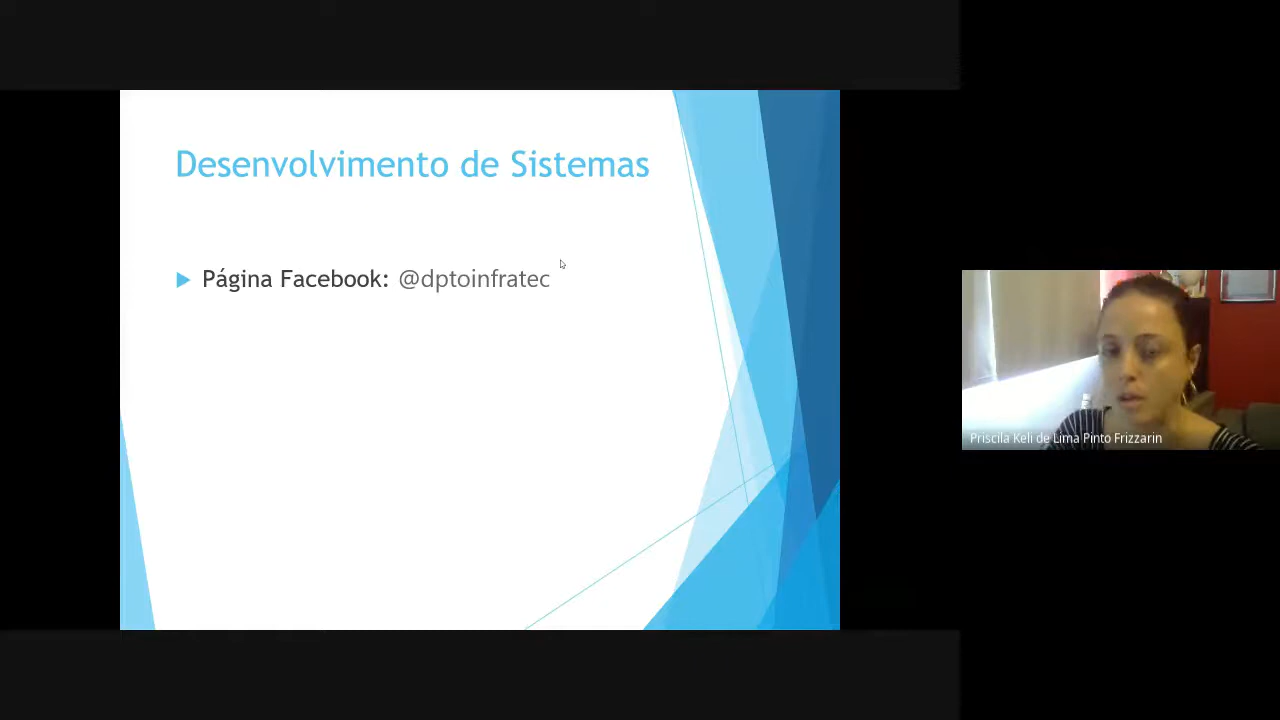 Desenvolvimento de Sistemas
Página Facebook: @dptoinfratec
Priscila Keli de Lima Pinto Frizzarin